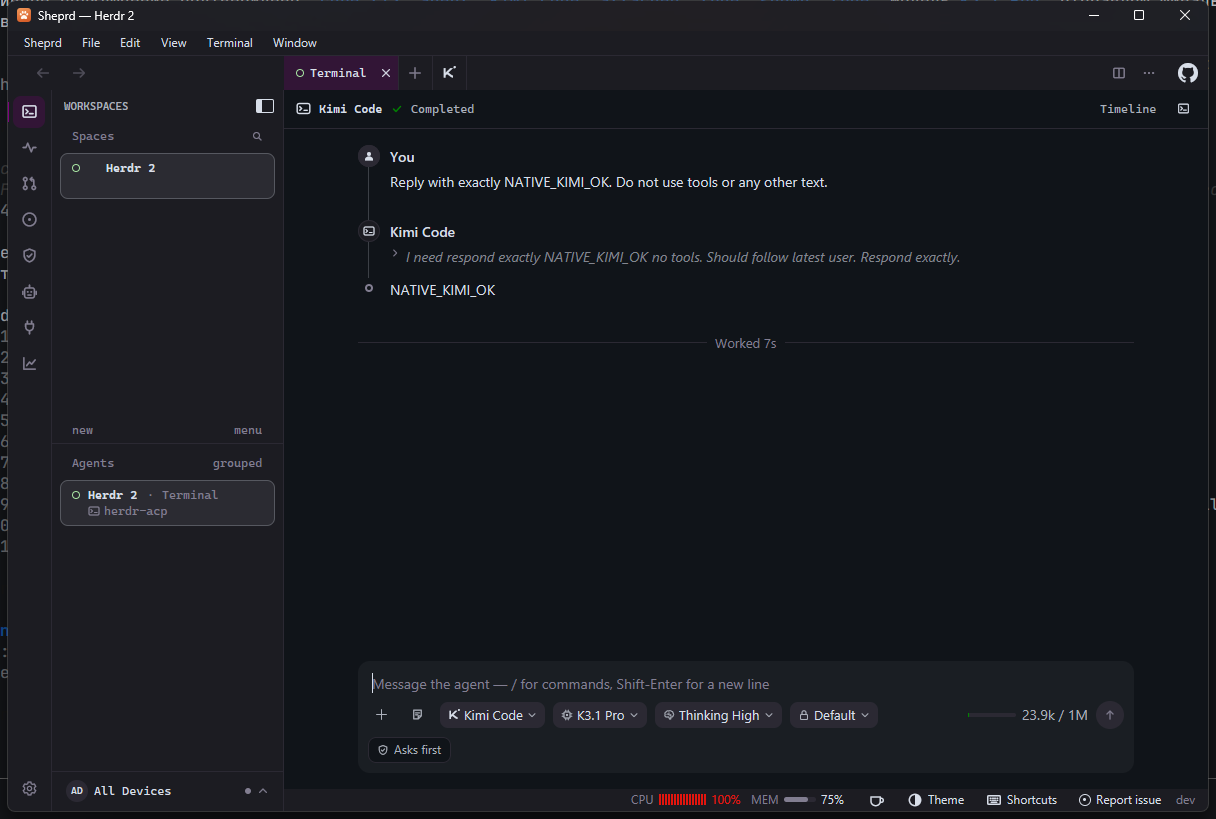 Sheprd — Herdr 2
Sheprd File Edit View Terminal Window
Terminal
WORKSPACES
Spaces
Herdr 2
new menu
Agents grouped
Herdr 2 · Terminal
herdr-acp
AD All Devices
Kimi Code Completed Timeline
You
Reply with exactly NATIVE_KIMI_OK. Do not use tools or any other text.
Kimi Code
I need respond exactly NATIVE_KIMI_OK no tools. Should follow latest user. Respond exactly.
NATIVE_KIMI_OK
Worked 7s
Message the agent — / for commands, Shift-Enter for a new line
Kimi Code K3.1 Pro Thinking High Default 23.9k / 1M
Asks first
CPU 100% MEM 75% Theme Shortcuts Report issue dev